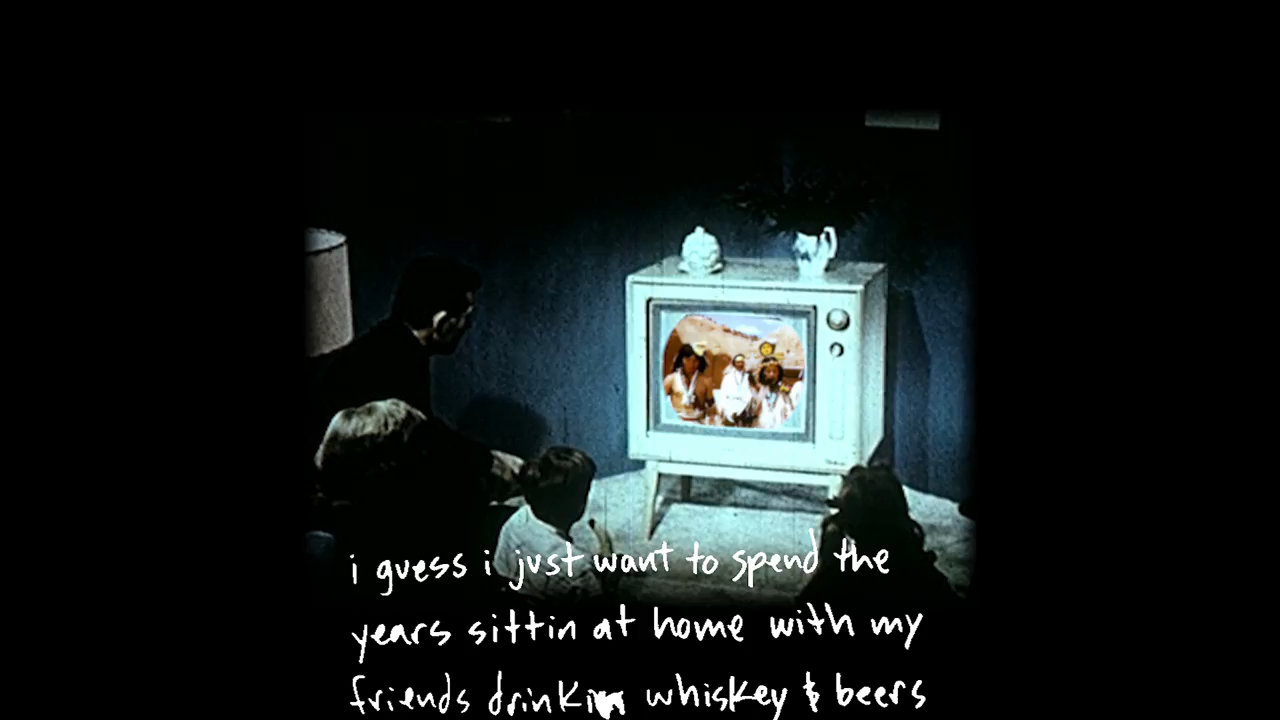 i guess i just want to spend the
years sittin at home with my
friends drinkin whiskey & beers